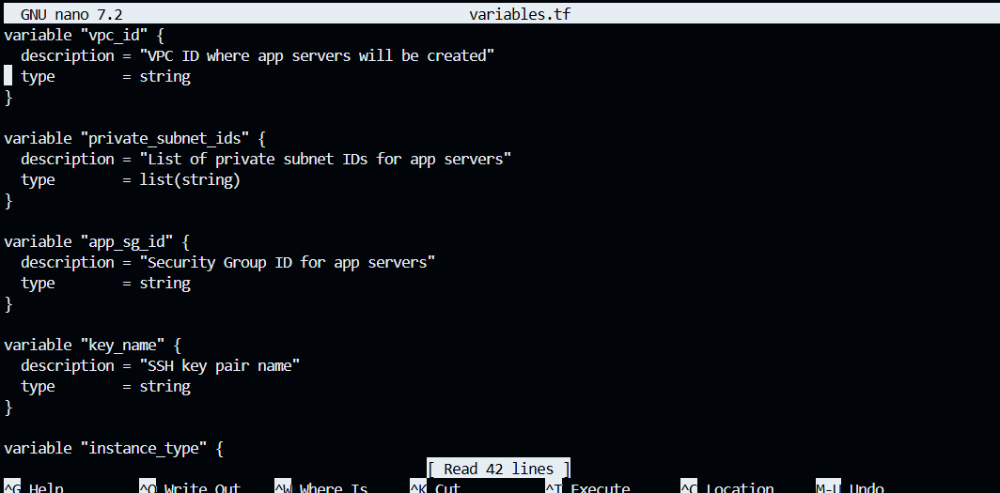 GNU nano 7.2 variables.tf
variable "vpc_id" {
  description = "VPC ID where app servers will be created"
  type        = string
}

variable "private_subnet_ids" {
  description = "List of private subnet IDs for app servers"
  type        = list(string)
}

variable "app_sg_id" {
  description = "Security Group ID for app servers"
  type        = string
}

variable "key_name" {
  description = "SSH key pair name"
  type        = string
}

variable "instance_type" {
[ Read 42 lines ]
^G Help ^O Write Out ^W Where Is ^K Cut ^T Execute ^C Location M-U Undo